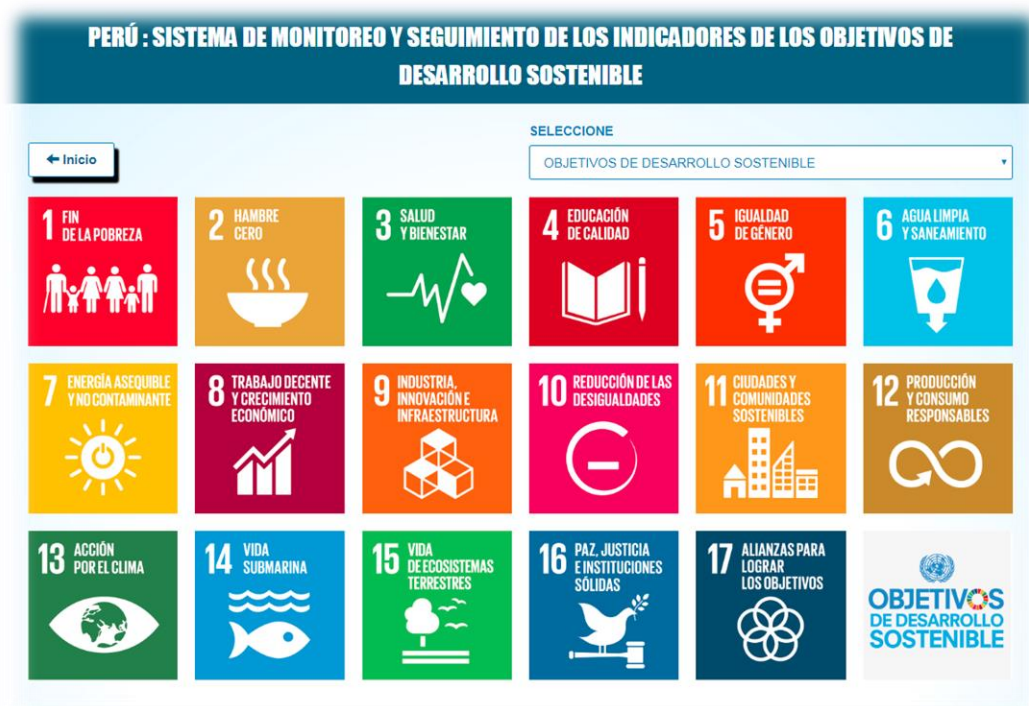 PERÚ : SISTEMA DE MONITOREO Y SEGUIMIENTO DE LOS INDICADORES DE LOS OBJETIVOS DE
DESARROLLO SOSTENIBLE
SELECCIONE
Inicio
OBJETIVOS DE DESARROLLO SOSTENIBLE
1 FIN
DE LA POBREZA
2 HAMBRE
CERO
3 SALUD
Y BIENESTAR
4 EDUCACIÓN
DE CALIDAD
5 IGUALDAD
DE GÉNERO
6 AGUA LIMPIA
Y SANEAMIENTO
7 ENERGÍA ASEQUIBLE
Y NO CONTAMINANTE
8 TRABAJO DECENTE
Y CRECIMIENTO
ECONÓMICO
9 INDUSTRIA,
INNOVACIÓN E
INFRAESTRUCTURA
10 REDUCCIÓN DE LAS
DESIGUALDADES
11 CIUDADES Y
COMUNIDADES
SOSTENIBLES
12 PRODUCCIÓN
Y CONSUMO
RESPONSABLES
13 ACCIÓN
POR EL CLIMA
14 VIDA
SUBMARINA
15 VIDA
DE ECOSISTEMAS
TERRESTRES
16 PAZ, JUSTICIA
E INSTITUCIONES
SÓLIDAS
17 ALIANZAS PARA
LOGRAR
LOS OBJETIVOS
OBJETIVOS
DE DESARROLLO
SOSTENIBLE